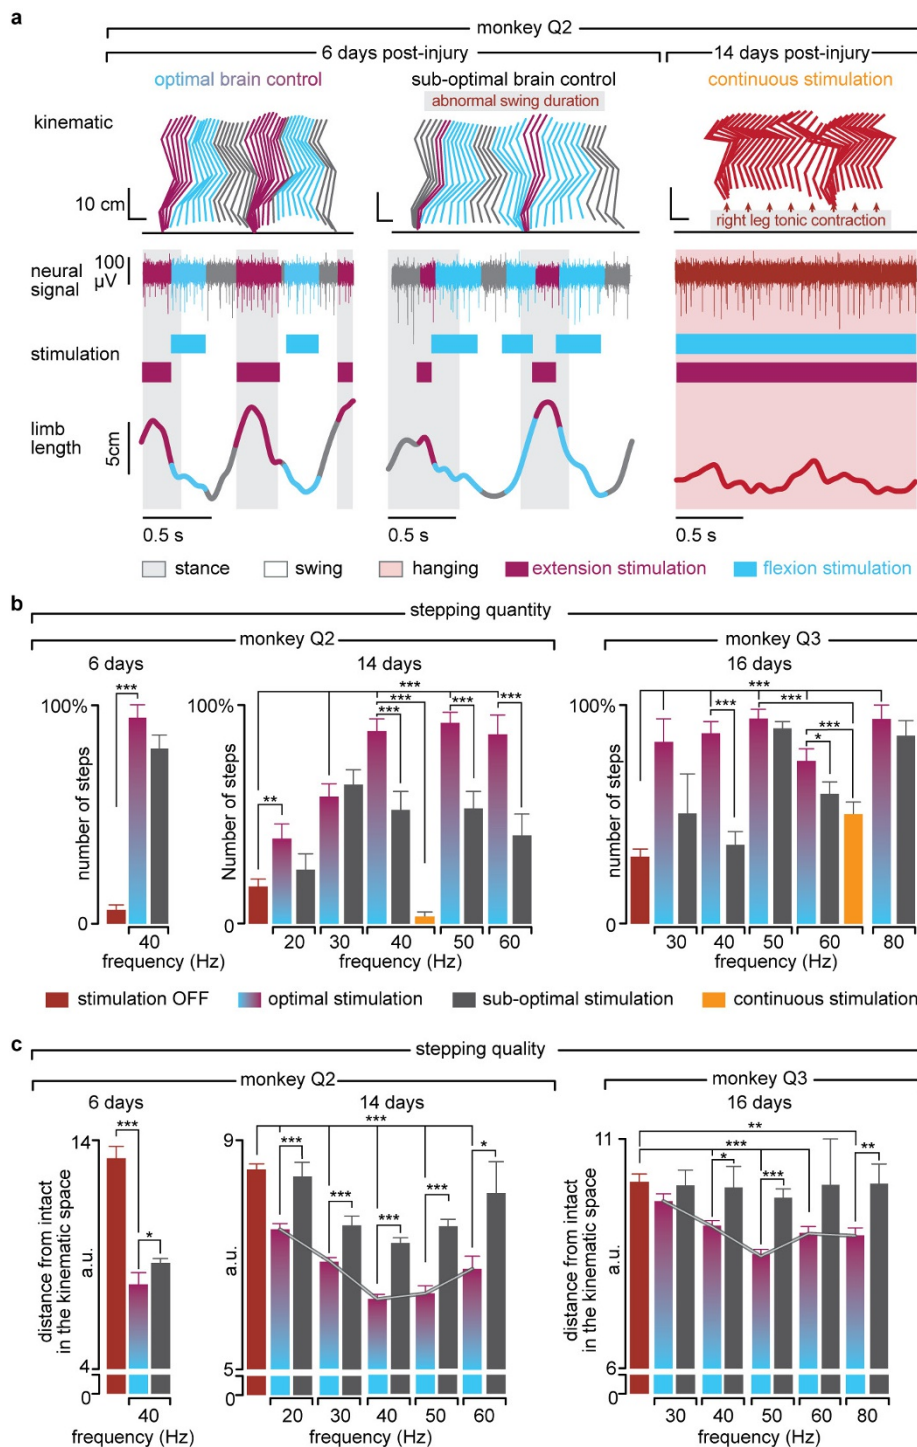 a
monkey Q2
6 days post-injury
14 days post-injury
optimal brain control
sub-optimal brain control
continuous stimulation
abnormal swing duration
kinematic
10 cm
right leg tonic contraction
neural signal
100 µV
stimulation
limb length
5cm
0.5 s
0.5 s
0.5 s
stance
swing
hanging
extension stimulation
flexion stimulation
b
stepping quantity
monkey Q2
monkey Q3
6 days
14 days
16 days
100%
number of steps
0
***
40
frequency (Hz)
100%
Number of steps
0
**
***
***
***
***
***
20 30 40 50 60
frequency (Hz)
100%
number of steps
0
***
***
***
***
*
30 40 50 60 80
frequency (Hz)
stimulation OFF
optimal stimulation
sub-optimal stimulation
continuous stimulation
c
stepping quality
monkey Q2
monkey Q3
6 days
14 days
16 days
distance from intact
in the kinematic space
a.u.
14
4
0
***
*
40
frequency (Hz)
a.u.
9
5
0
***
***
***
***
***
*
20 30 40 50 60
frequency (Hz)
distance from intact
in the kinematic space
a.u.
11
6
0
**
***
*
***
**
30 40 50 60 80
frequency (Hz)